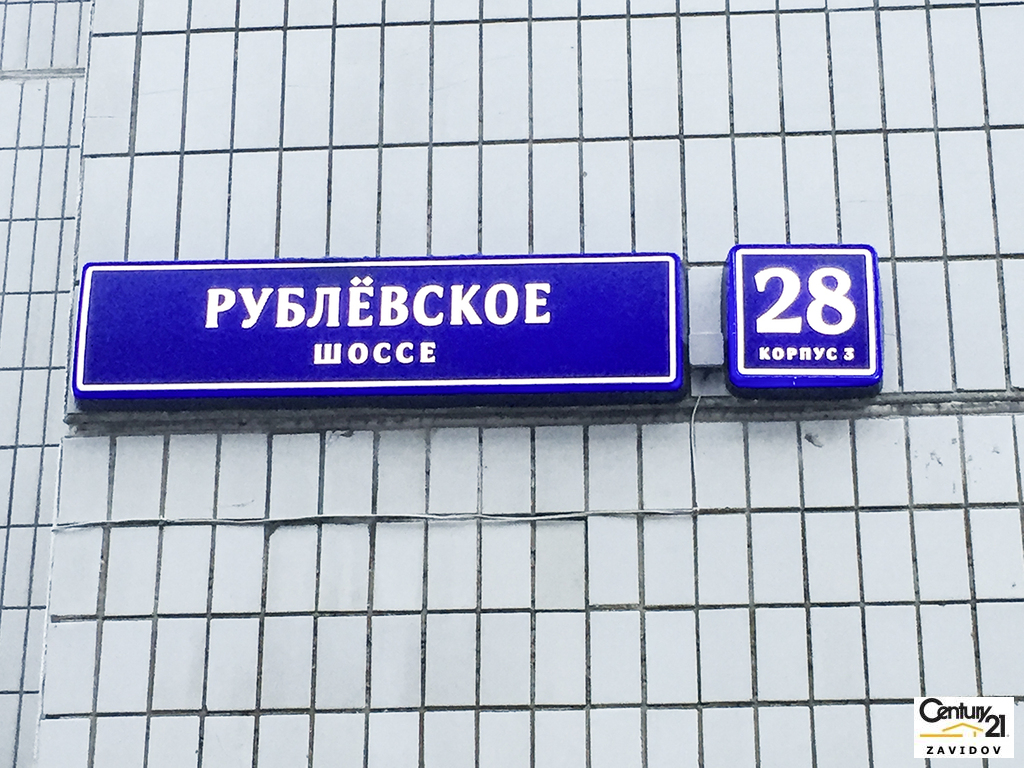 РУБЛЁВСКОЕ
ШОССЕ
28
КОРПУС 3
Century 21
ZAVIDOV